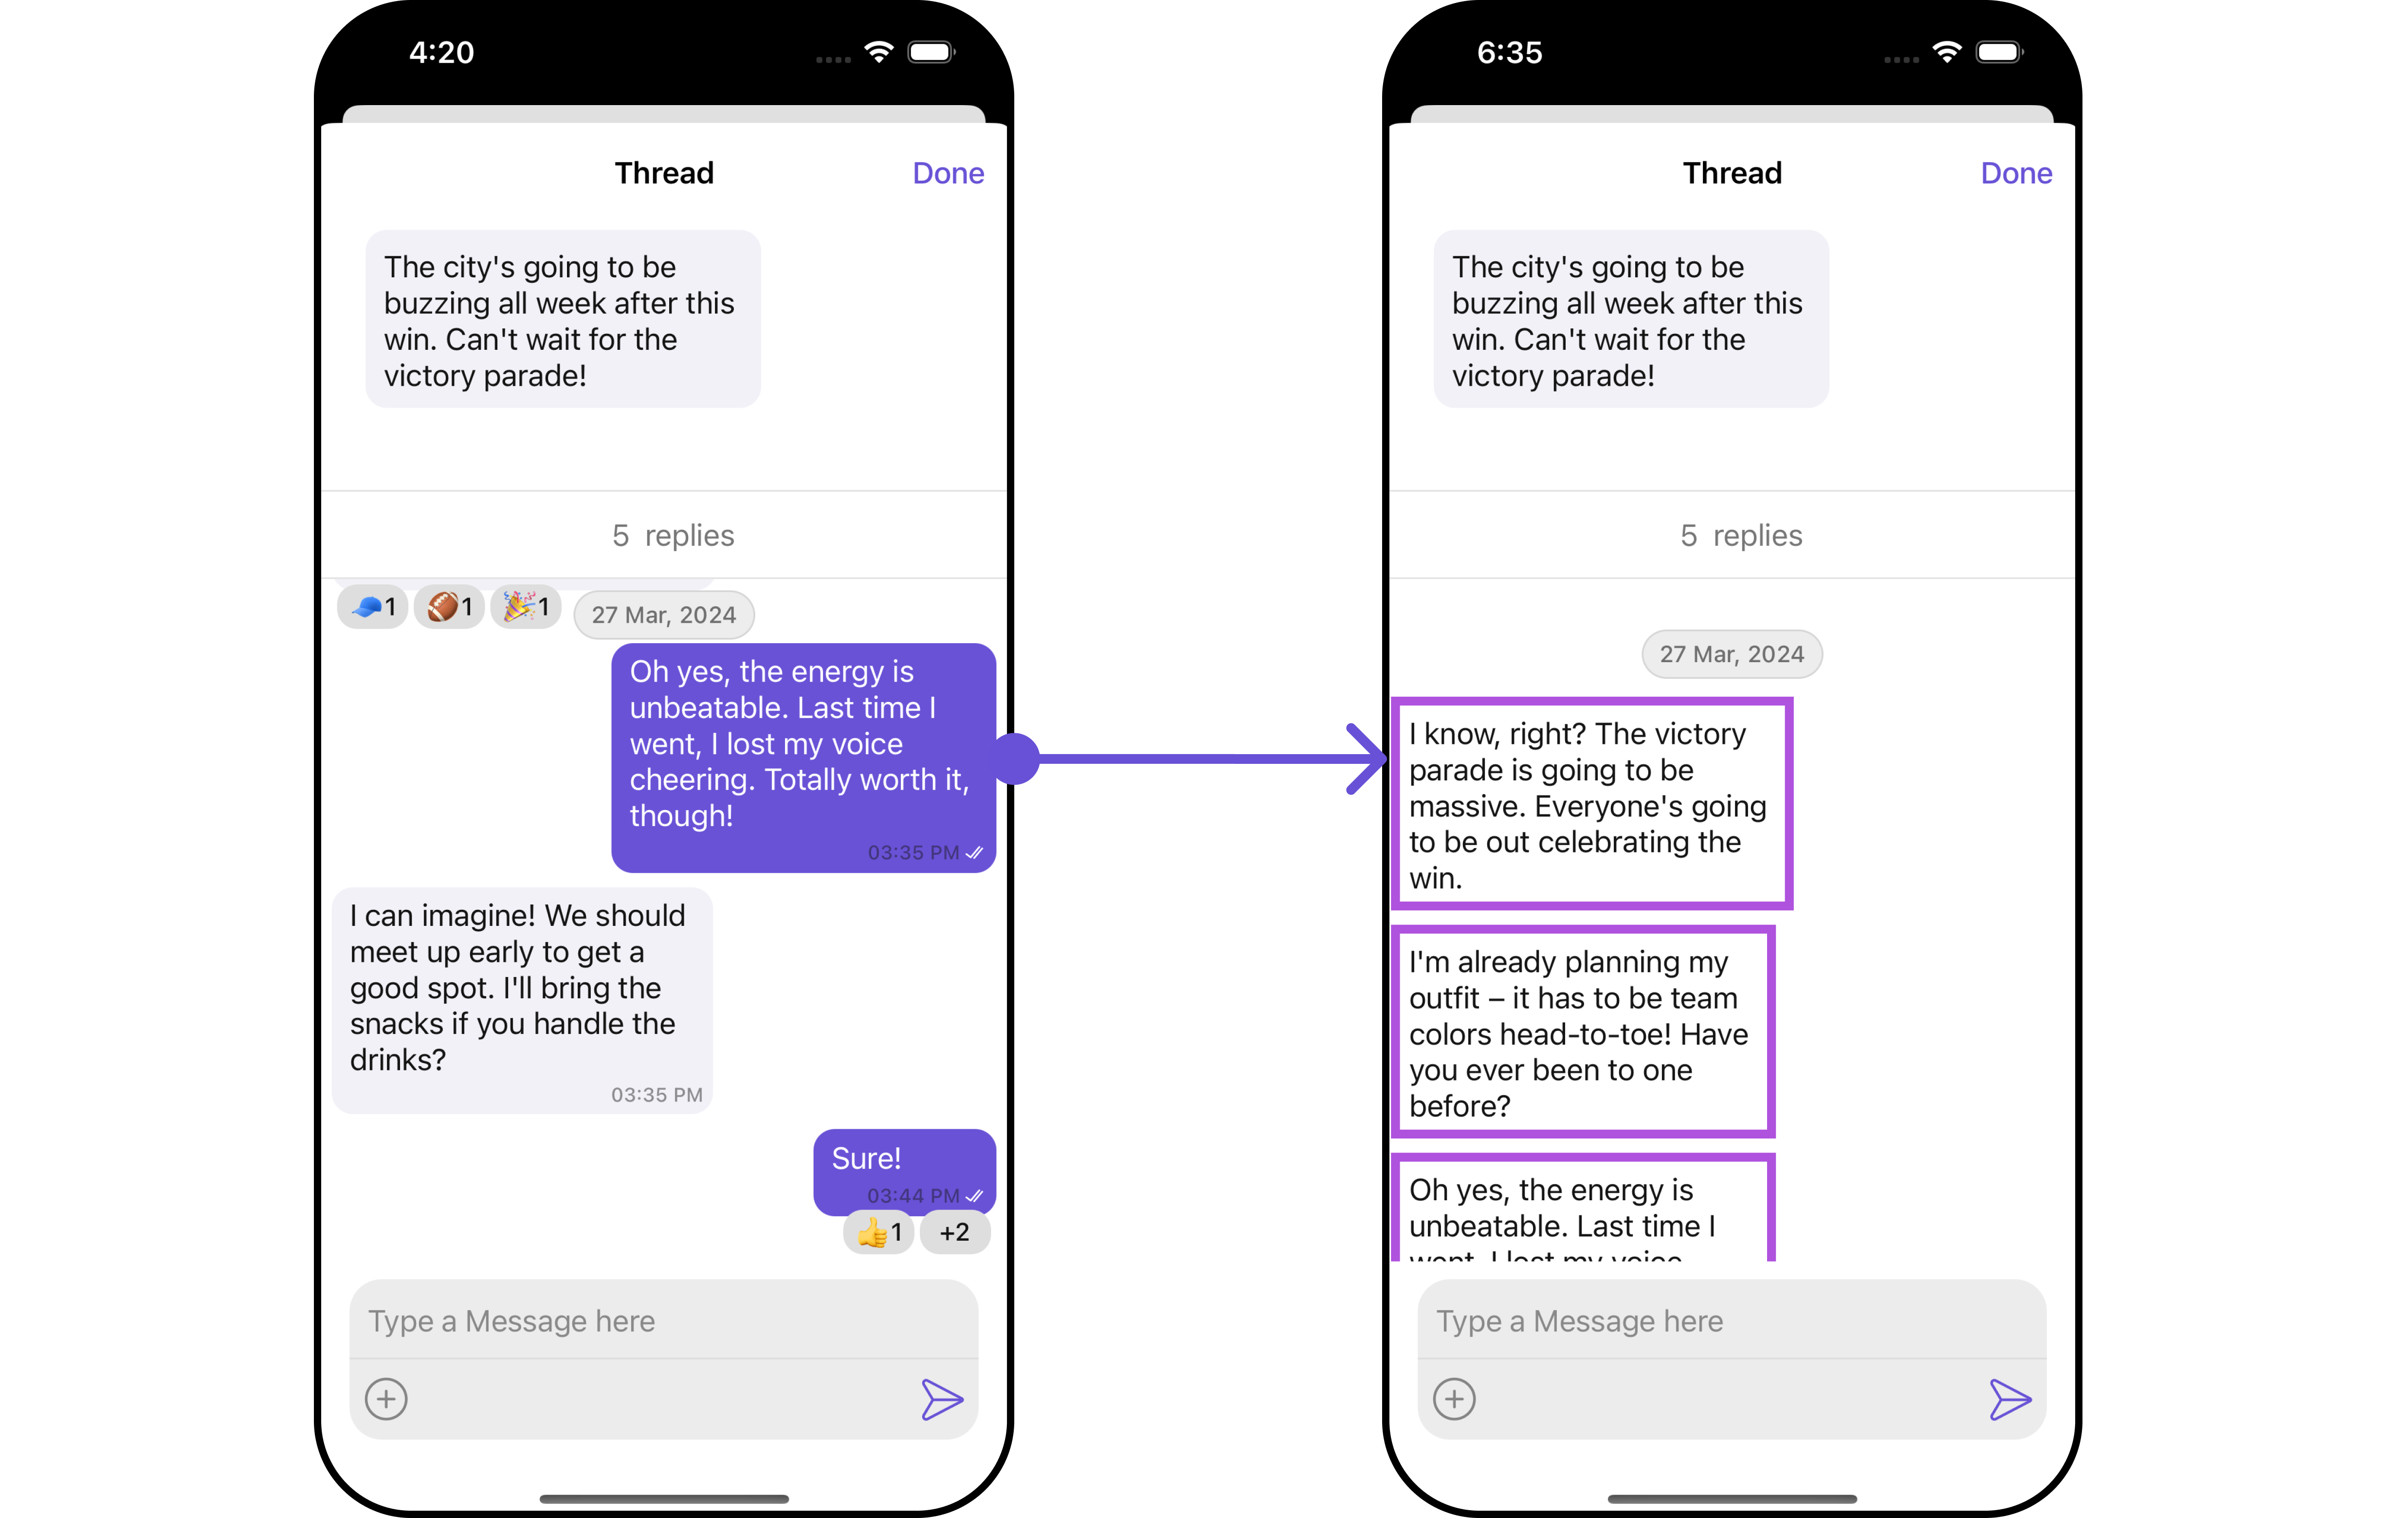 4:20
Thread
Done
The city's going to be
buzzing all week after this
win. Can't wait for the
victory parade!
5 replies
1
1
1
27 Mar, 2024
Oh yes, the energy is
unbeatable. Last time I
went, I lost my voice
cheering. Totally worth it,
though!
03:35 PM
I can imagine! We should
meet up early to get a
good spot. I'll bring the
snacks if you handle the
drinks?
03:35 PM
Sure!
03:44 PM
1
+2
Type a Message here
6:35
Thread
Done
The city's going to be
buzzing all week after this
win. Can't wait for the
victory parade!
5 replies
27 Mar, 2024
I know, right? The victory
parade is going to be
massive. Everyone's going
to be out celebrating the
win.
I'm already planning my
outfit – it has to be team
colors head-to-toe! Have
you ever been to one
before?
Oh yes, the energy is
unbeatable. Last time I
went, I lost my voice
Type a Message here